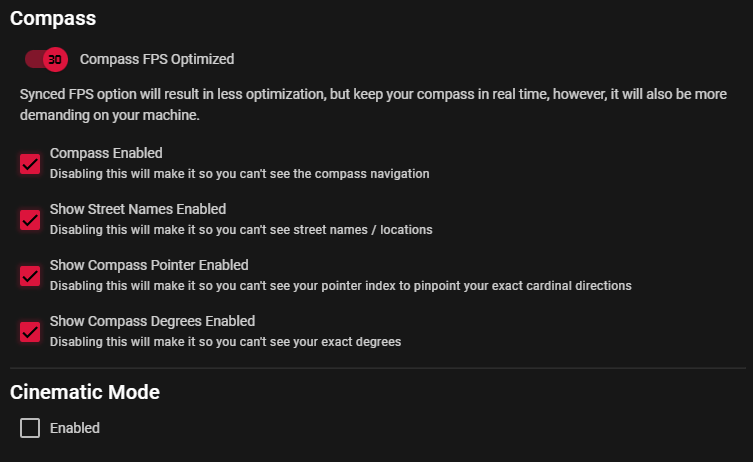 Compass
30 Compass FPS Optimized
Synced FPS option will result in less optimization, but keep your compass in real time, however, it will also be more
demanding on your machine.
Compass Enabled
Disabling this will make it so you can't see the compass navigation
Show Street Names Enabled
Disabling this will make it so you can't see street names / locations
Show Compass Pointer Enabled
Disabling this will make it so you can't see your pointer index to pinpoint your exact cardinal directions
Show Compass Degrees Enabled
Disabling this will make it so you can't see your exact degrees
Cinematic Mode
Enabled